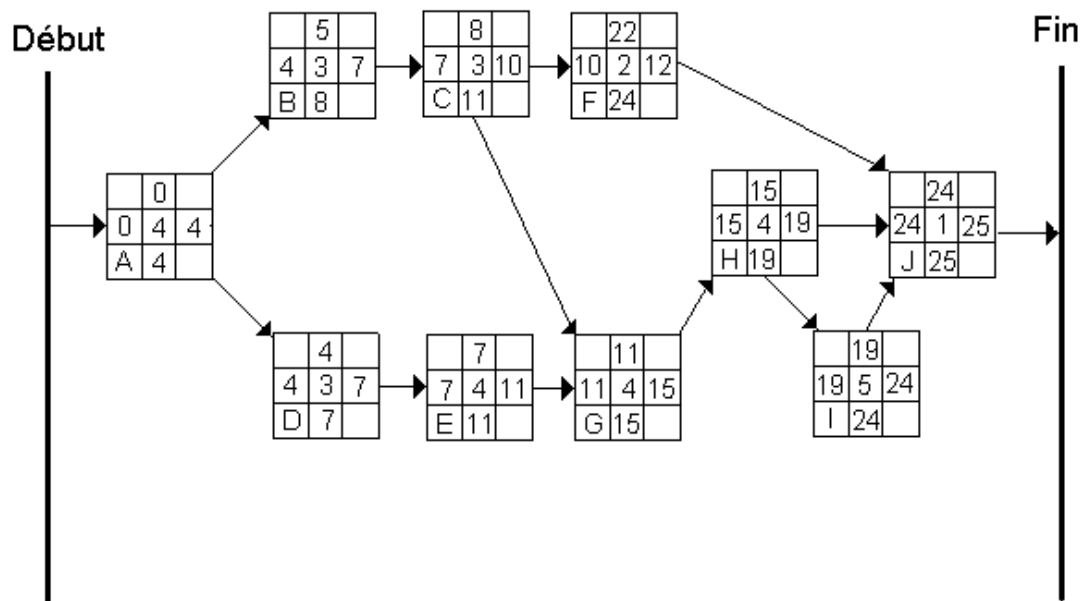 Début
Fin
5
4 3 7
B 8
8
7 3 10
C 11
22
10 2 12
F 24
0
0 4 4
A 4
15
15 4 19
H 19
24
24 1 25
J 25
4
4 3 7
D 7
7
7 4 11
E 11
11
11 4 15
G 15
19
19 5 24
I 24